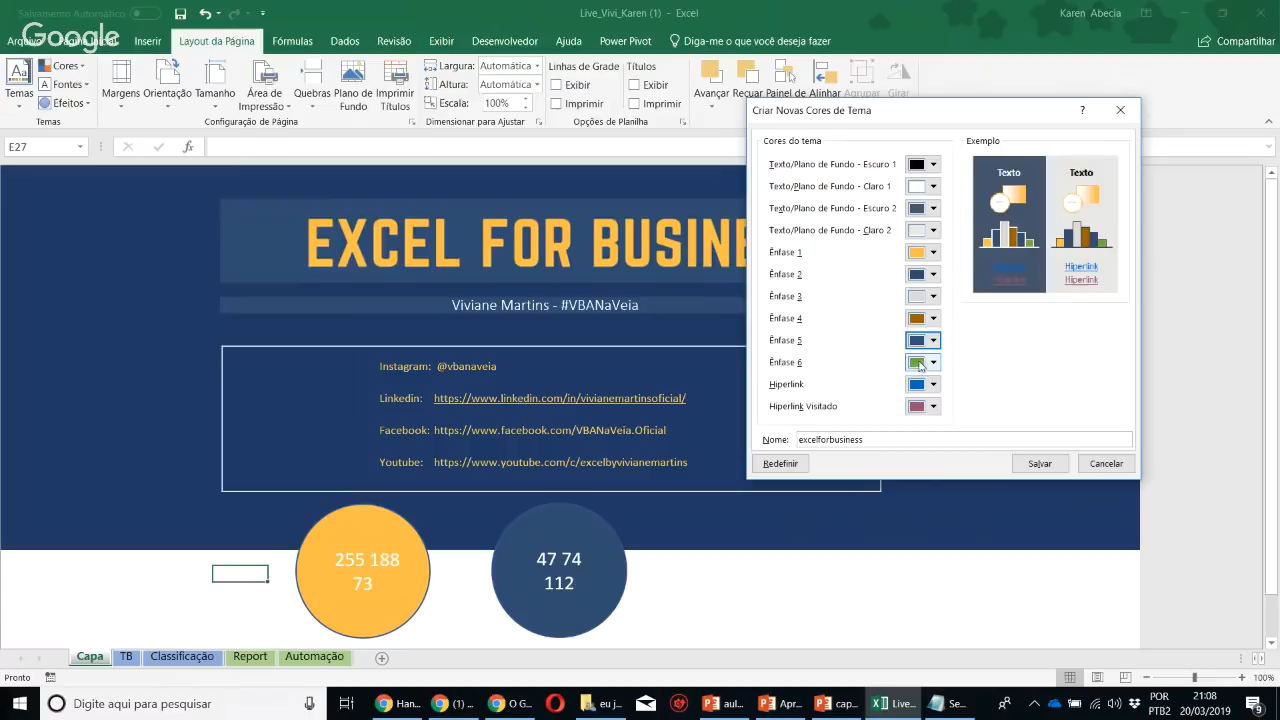 Salvamento Automático
Live_Vivi_Karen (1) - Excel
Karen Abecia
Google
Arquivo
Página Inicial
Inserir
Layout da Página
Fórmulas
Dados
Revisão
Exibir
Desenvolvedor
Ajuda
Power Pivot
Diga-me o que você deseja fazer
Compartilhar
Temas
Cores
Fontes
Efeitos
Temas
Margens
Orientação
Tamanho
Área de Impressão
Quebras
Plano de Fundo
Imprimir Títulos
Configuração de Página
Largura: Automática
Altura: Automática
Escala: 100%
Dimensionar para Ajustar
Linhas de Grade
Exibir
Imprimir
Títulos
Exibir
Imprimir
Opções de Planilha
Avançar
Recuar
Painel de
Alinhar
Agrupar
Girar
E27
fx
EXCEL FOR BUSINE
Viviane Martins - #VBANaVeia
Instagram: @vbanaveia
Linkedin: https://www.linkedin.com/in/vivianemartinsoficial/
Facebook: https://www.facebook.com/VBANaVeia.Oficial
Youtube: https://www.youtube.com/c/excelbyvivianemartins
255 188
73
47 74
112
Criar Novas Cores de Tema
?
Cores do tema
Exemplo
Texto/Plano de Fundo - Escuro 1
Texto/Plano de Fundo - Claro 1
Texto/Plano de Fundo - Escuro 2
Texto/Plano de Fundo - Claro 2
Ênfase 1
Ênfase 2
Ênfase 3
Ênfase 4
Ênfase 5
Ênfase 6
Hiperlink
Hiperlink Visitado
Texto
Texto
Hiperlink
Hiperlink
Hiperlink
Hiperlink
Nome: excelforbusiness
Redefinir
Salvar
Cancelar
Capa
TB
Classificação
Report
Automação
Pronto
100%
Digite aqui para pesquisar
Han...
(1) ...
O G...
eu j...
aul...
Apr...
cap...
Live...
Se...
POR
PTB2
21:08
20/03/2019